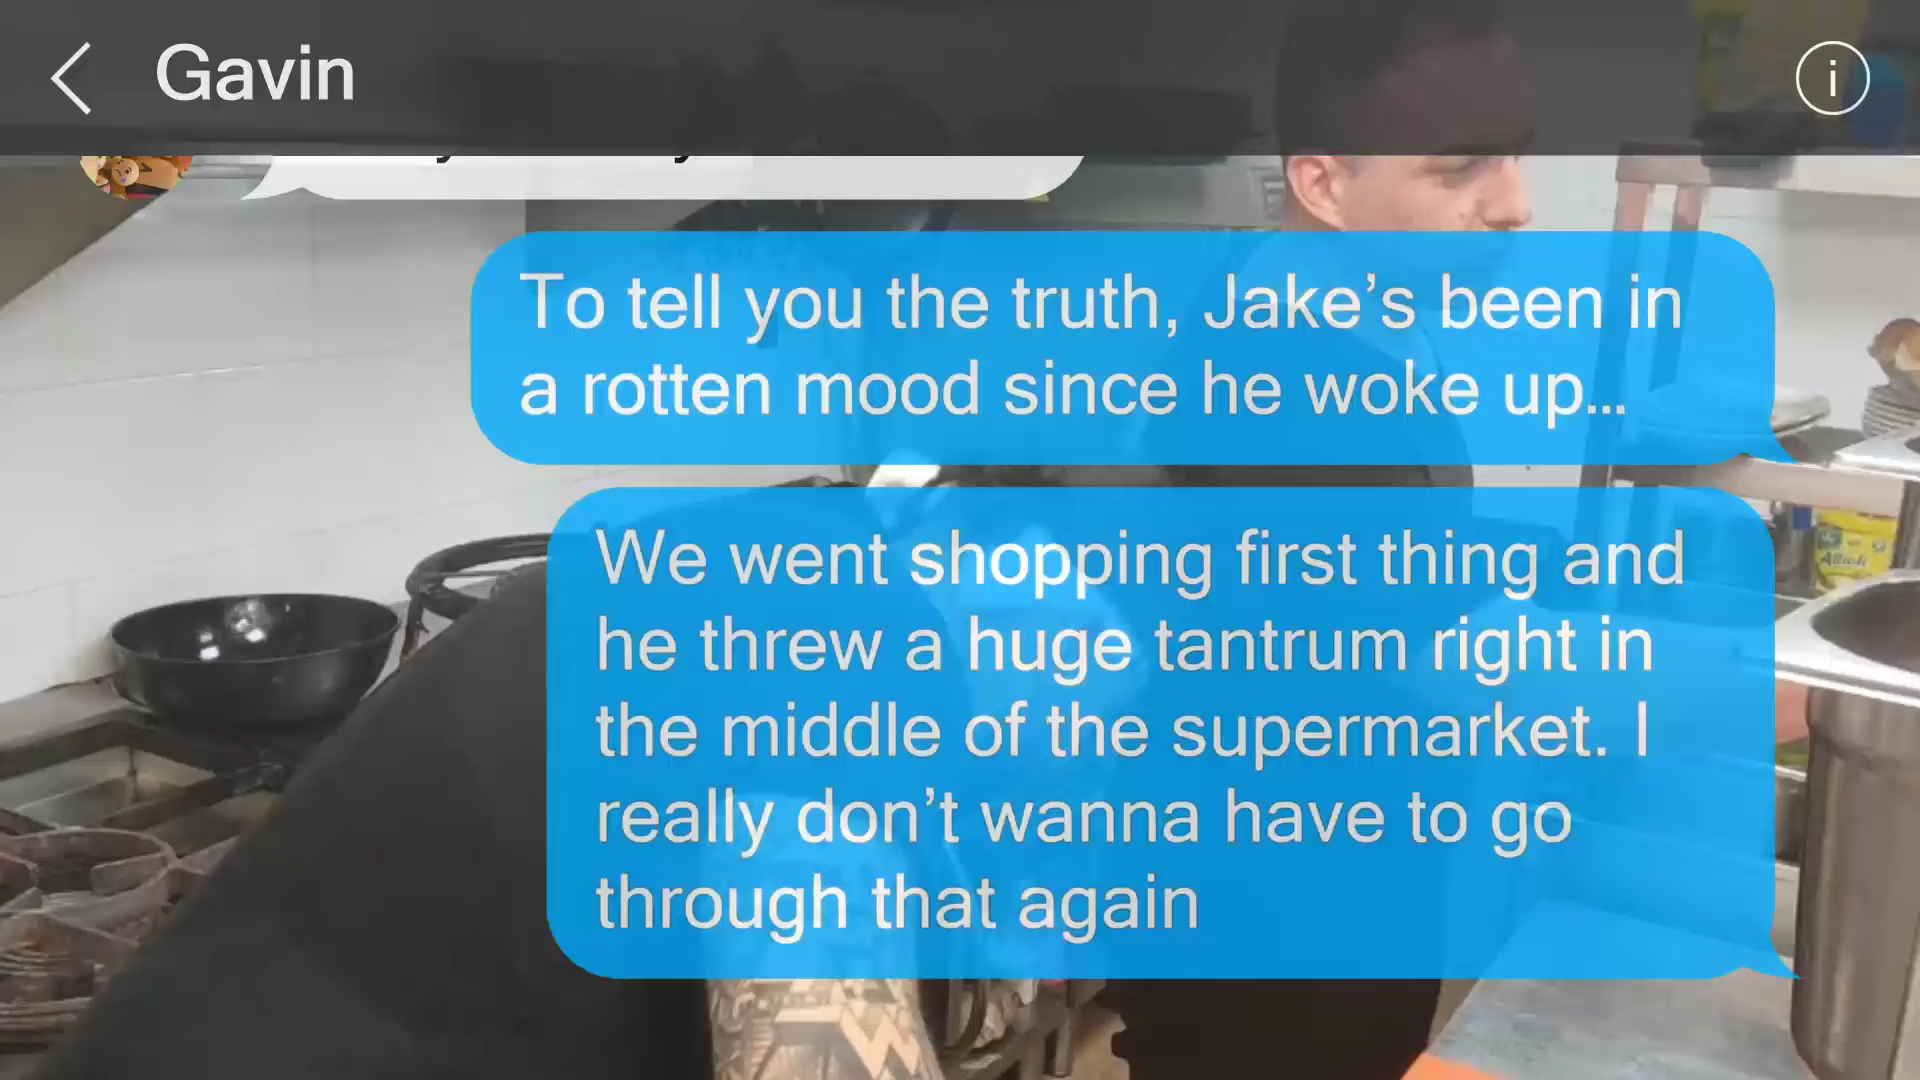 Gavin
i
To tell you the truth, Jake’s been in
a rotten mood since he woke up...
We went shopping first thing and
he threw a huge tantrum right in
the middle of the supermarket. I
really don’t wanna have to go
through that again